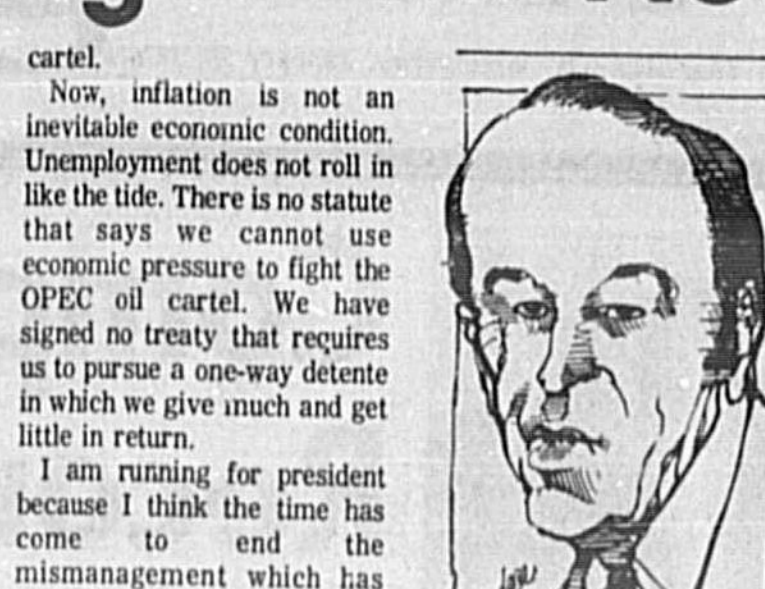 cartel.
Now, inflation is not an
inevitable economic condition.
Unemployment does not roll in
like the tide. There is no statute
that says we cannot use
economic pressure to fight the
OPEC oil cartel. We have
signed no treaty that requires
us to pursue a one-way detente
in which we give much and get
little in return.
I am running for president
because I think the time has
come to end the
mismanagement which has